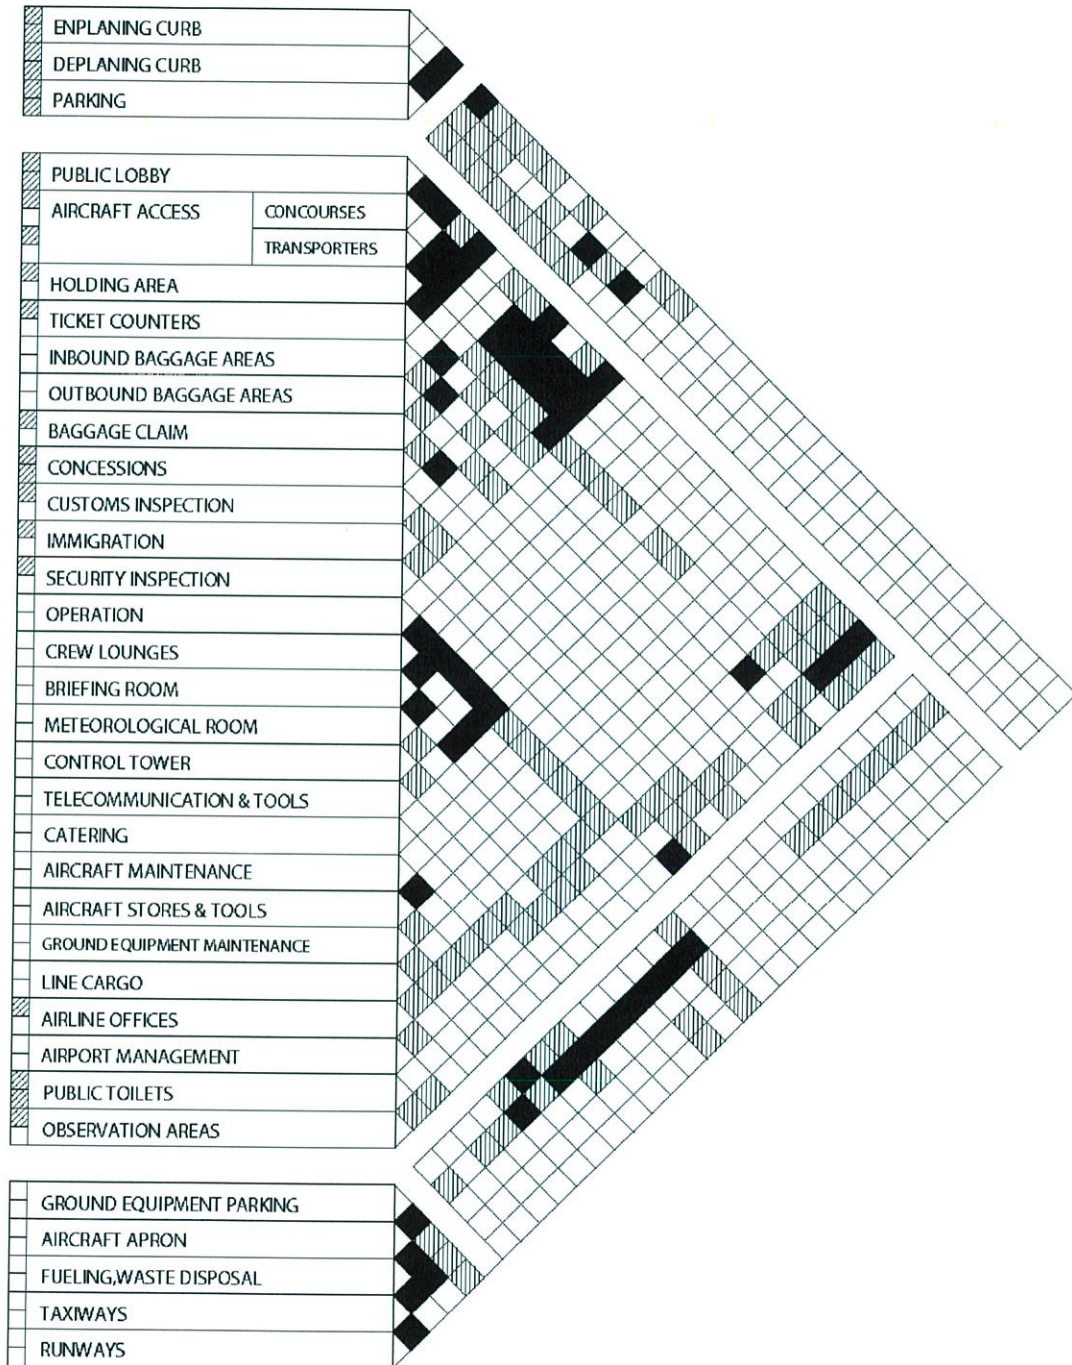 ENPLANING CURB
DEPLANING CURB
PARKING
PUBLIC LOBBY
AIRCRAFT ACCESS CONCOURSES
TRANSPORTERS
HOLDING AREA
TICKET COUNTERS
INBOUND BAGGAGE AREAS
OUTBOUND BAGGAGE AREAS
BAGGAGE CLAIM
CONCESSIONS
CUSTOMS INSPECTION
IMMIGRATION
SECURITY INSPECTION
OPERATION
CREW LOUNGES
BRIEFING ROOM
METEOROLOGICAL ROOM
CONTROL TOWER
TELECOMMUNICATION & TOOLS
CATERING
AIRCRAFT MAINTENANCE
AIRCRAFT STORES & TOOLS
GROUND EQUIPMENT MAINTENANCE
LINE CARGO
AIRLINE OFFICES
AIRPORT MANAGEMENT
PUBLIC TOILETS
OBSERVATION AREAS
GROUND EQUIPMENT PARKING
AIRCRAFT APRON
FUELING,WASTE DISPOSAL
TAXIWAYS
RUNWAYS